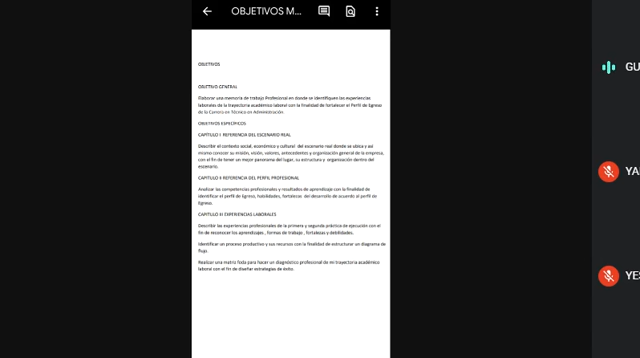 OBJETIVOS M...
GU
OBJETIVOS
OBJETIVO GENERAL
Elaborar una memoria de trabajo Profesional en donde se identifiquen las experiencias
laborales de la trayectoria académico laboral con la finalidad de fortalecer el Perfil de Egreso
de la Carrera en Técnico en Administración
OBJETIVOS ESPECIFICOS
CAPITULO I REFERENCIA DEL ESCENARIO REAL
Describir el contexto social, económico y cultural del escenario real donde se ubica y así
mismo conocer su misión, visión, valores, antecedentes y organización general de la empresa,
con el fin de tener un mejor panorama del lugar, su estructura y organización dentro del
escenario.
YA
CAPITULO II REFERENCIA DEL PERFIL PROFESIONAL
Analizar las competencias profesionales y resultados de aprendizaje con la finalidad de
identificar el perfil de egreso, habilidades, fortalezas del desarrollo de acuerdo al perfil de
Egreso.
CAPITULO III EXPERIENCIAS LABORALES
Describir las experiencias profesionales de la primera y segunda práctica de ejecución con el
fin de reconocer los aprendizajes , formas de trabajo , fortalezas y debilidades.
Identificar un proceso productivo y sus recursos con la finalidad de estructurar un diagrama de
flujo.
Realizar una matriz foda para hacer un diagnóstico profesional de mi trayectoria académico
laboral con el fin de diseñar estrategias de éxito.
YES